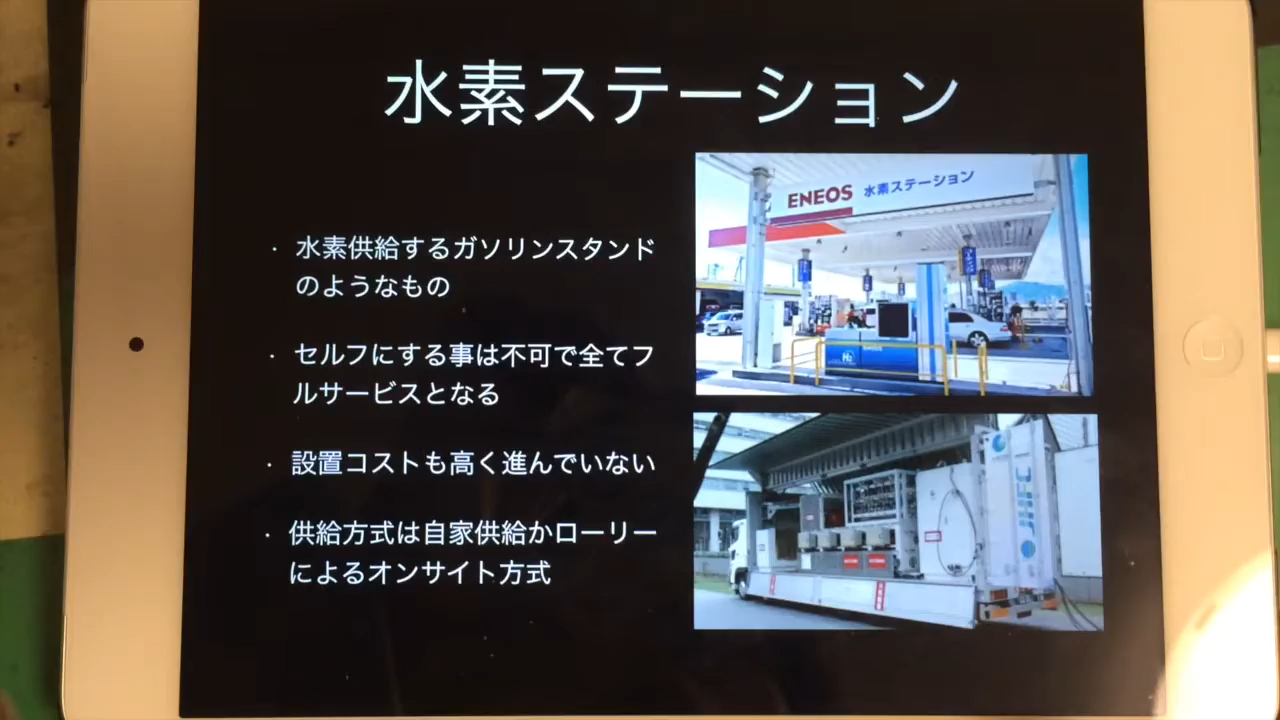 水素ステーション
· 水素供給するガソリンスタンド
のようなもの
· セルフにする事は不可で全てフ
ルサービスとなる
· 設置コストも高く進んでいない
· 供給方式は自家供給かローリー
によるオンサイト方式
ENEOS 水素ステーション
H2
JHFC